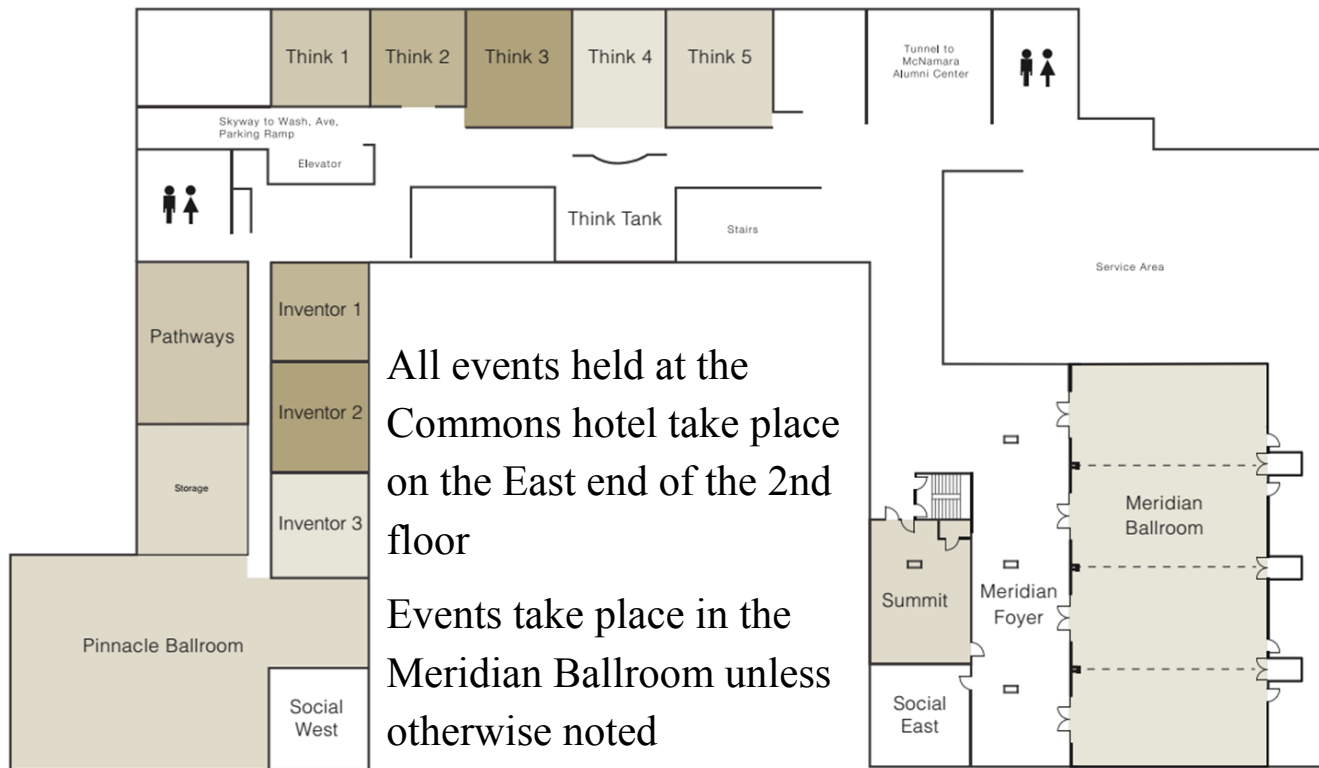 Think 1
Think 2
Think 3
Think 4
Think 5
Tunnel to
McNamara
Alumni Center
Skyway to Wash, Ave,
Parking Ramp
Elevator
Think Tank
Stairs
Service Area
Pathways
Inventor 1
Inventor 2
Storage
Inventor 3
Pinnacle Ballroom
Social
West
All events held at the
Commons hotel take place
on the East end of the 2nd
floor
Events take place in the
Meridian Ballroom unless
otherwise noted
Summit
Social
East
Meridian
Foyer
Meridian
Ballroom